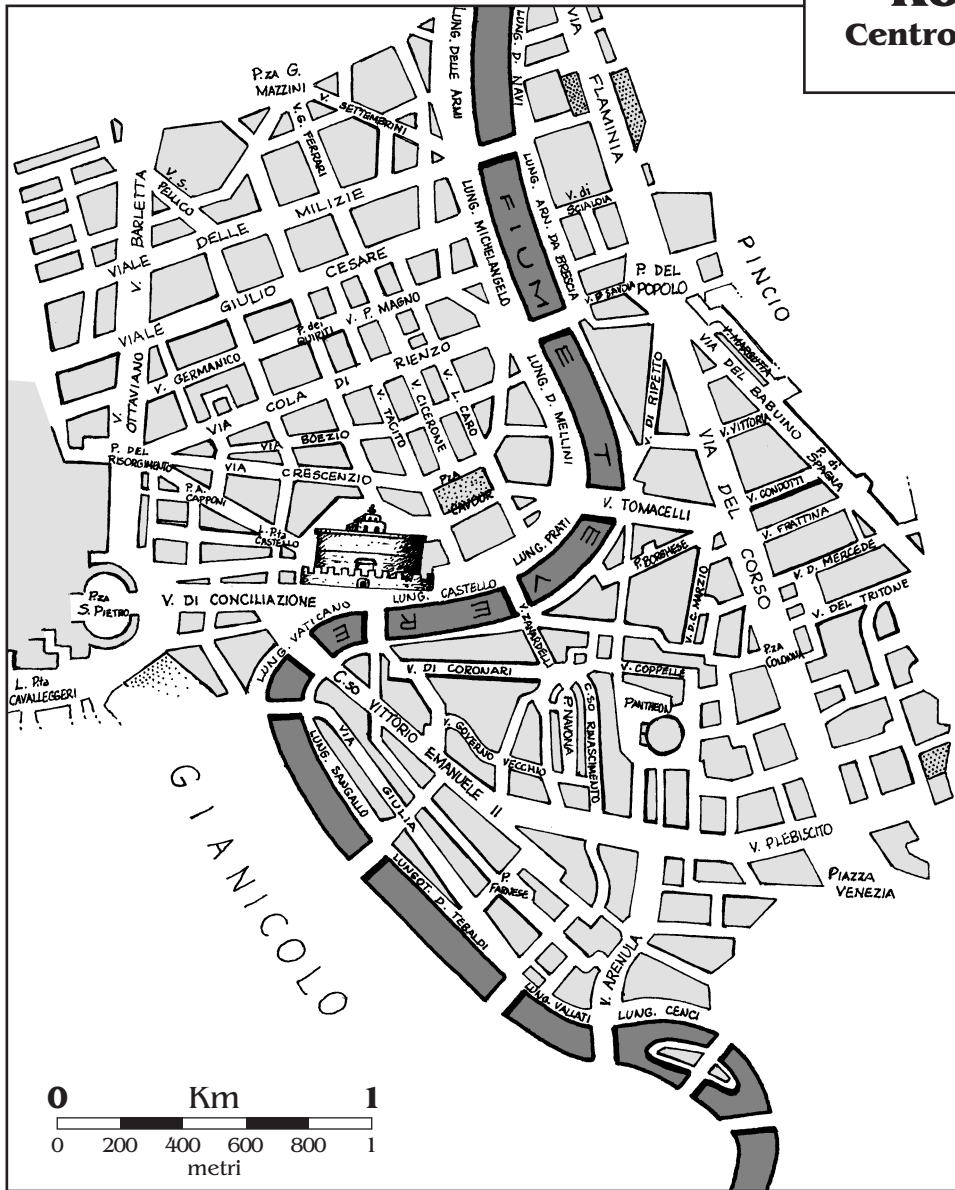 Centro
P.ZA G.
MAZZINI
V. SETTEMBRINI
V. G. FERRARI
LUNG. DELLE ARMI
LUNG. D. NAVI
VIA
FLAMINIA
V. S.
PELLICO
V. BARLETTA
VIALE DELLE MILIZIE
LUNG. MICHELANGELO
LUNG. ARN. DA BRESCIA
V. di
SCIALOIA
FIUME TEVERE
VIALE GIULIO CESARE
P. DEL
POPOLO
PINCIO
V. P. SAVOIA
V. P. MAGNO
P. dei
QUIRITI
V. GERMANICO
V. OTTAVIANO
VIA COLA DI RIENZO
LUNG. D. MELLINI
V. DI RIPETTO
V. MARGUTTA
VIA DEL BABUINO
V. VITTORIA
P. di
SPAGNA
VIA DEL CORSO
V. TACITO
V. CICERONE
L. CARO
VIA BOEZIO
VIA CRESCENZIO
P. DEL
RISORGIMENTO
P. A.
CAPPONI
L. P.ta
CASTELLO
P.ZA
CAVOUR
V. CONDOTTI
V. TOMACELLI
V. FRATTINA
V. D. MERCEDE
V. DEL TRITONE
LUNG. PRATI
P. BORGHESE
V. D. C. MARZIO
P.za
S. PIETRO
V. DI CONCILIAZIONE
LUNG. VATICANO
LUNG. CASTELLO
V. ZANARDELLI
P.ZA
COLONNA
V. COPPELLE
V. DI CORONARI
L. P.ta
CAVALLEGGERI
C.SO VITTORIO EMANUELE II
V. GOVERNO VECCHIO
P. NAVONA
C.SO RINASCIMEAUTO
PANTHEON
LUNG. SANGALLO
VIA GIULIA
V. PLEBISCITO
PIAZZA
VENEZIA
P.
FARNESE
LUNGOT. D. TEBALDI
GIANICOLO
V. ARENULA
LUNG. VALLATI
LUNG. CENCI
0 Km 1
0 200 400 600 800 1
metri